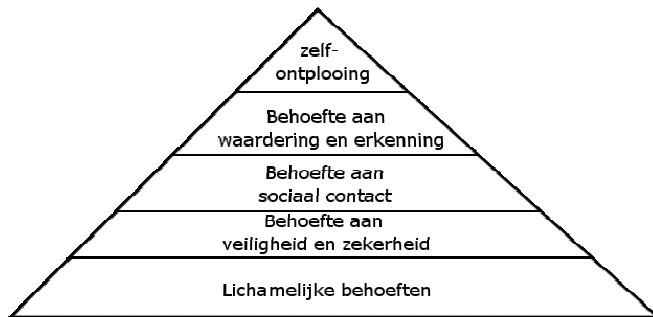 zelf-
ontplooing
Behoefte aan
waardering en erkenning
Behoefte aan
sociaal contact
Behoefte aan
veiligheid en zekerheid
Lichamelijke behoeften